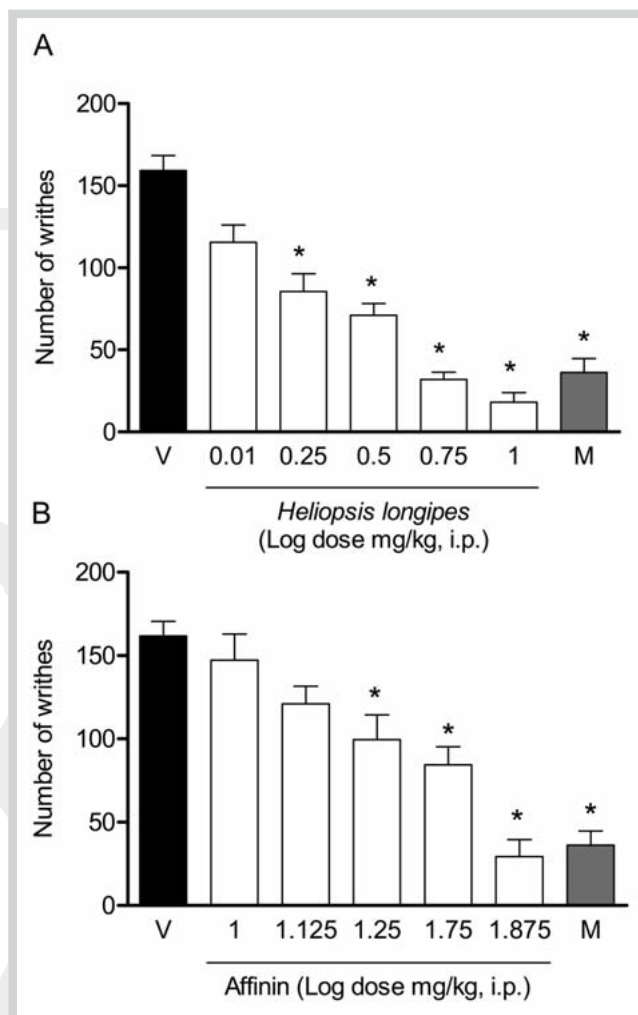 A
200
150
100
50
0
Number of writhes
*
*
*
*
*
V 0.01 0.25 0.5 0.75 1 M
Heliopsis longipes
(Log dose mg/kg, i.p.)
B
200
150
100
50
0
Number of writhes
*
*
*
*
V 1 1.125 1.25 1.75 1.875 M
Affinin (Log dose mg/kg, i.p.)